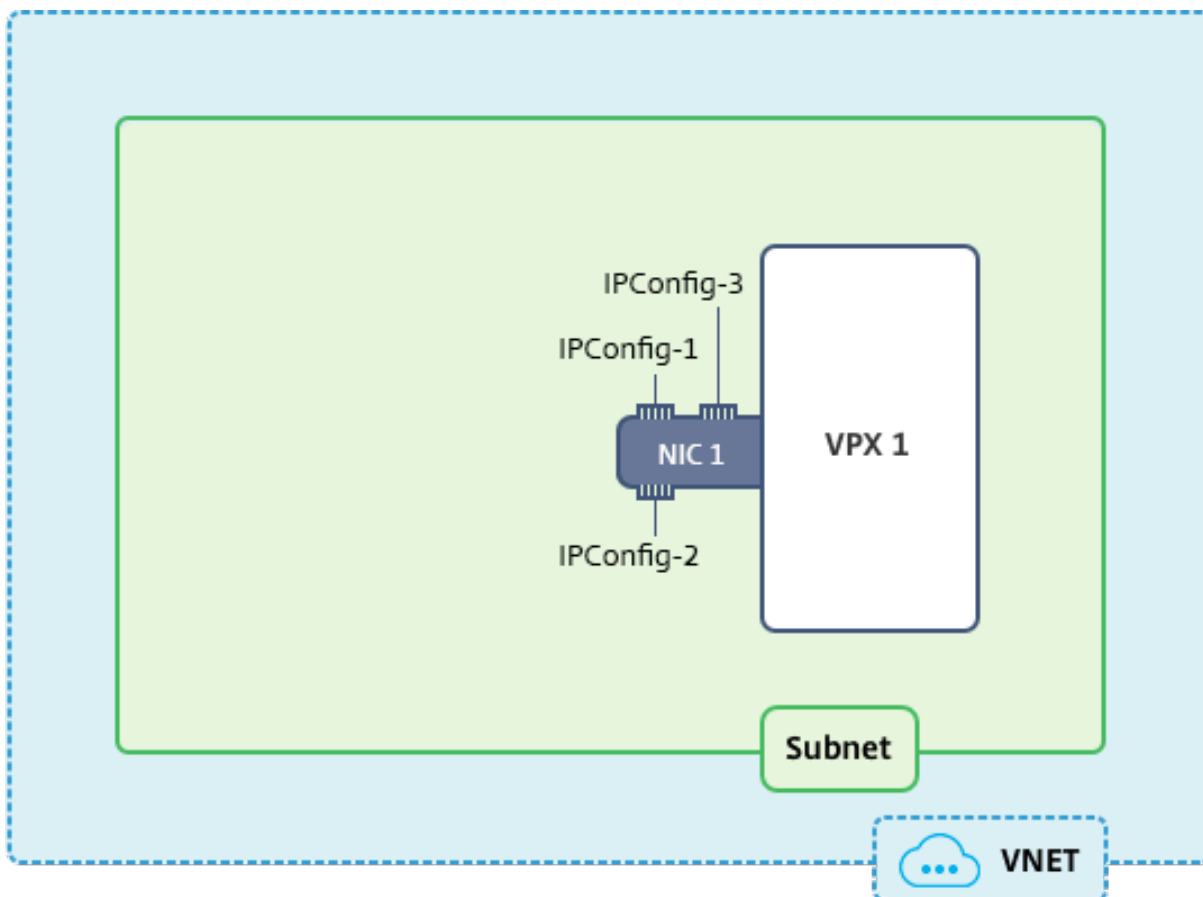 IPConfig-3
IPConfig-1
NIC 1
VPX 1
IPConfig-2
Subnet
VNET